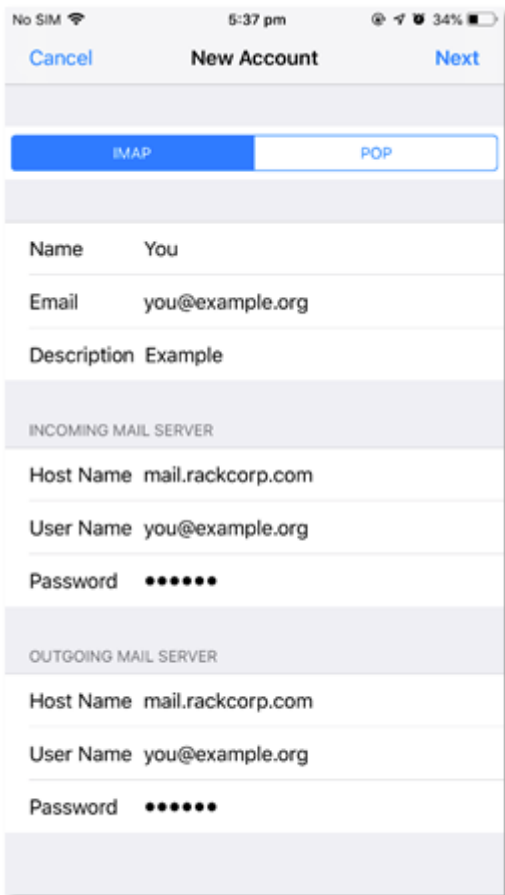 No SIM 5:37 pm 34%
Cancel New Account Next
IMAP POP
Name You
Email you@example.org
Description Example
INCOMING MAIL SERVER
Host Name mail.rackcorp.com
User Name you@example.org
Password ••••••
OUTGOING MAIL SERVER
Host Name mail.rackcorp.com
User Name you@example.org
Password ••••••